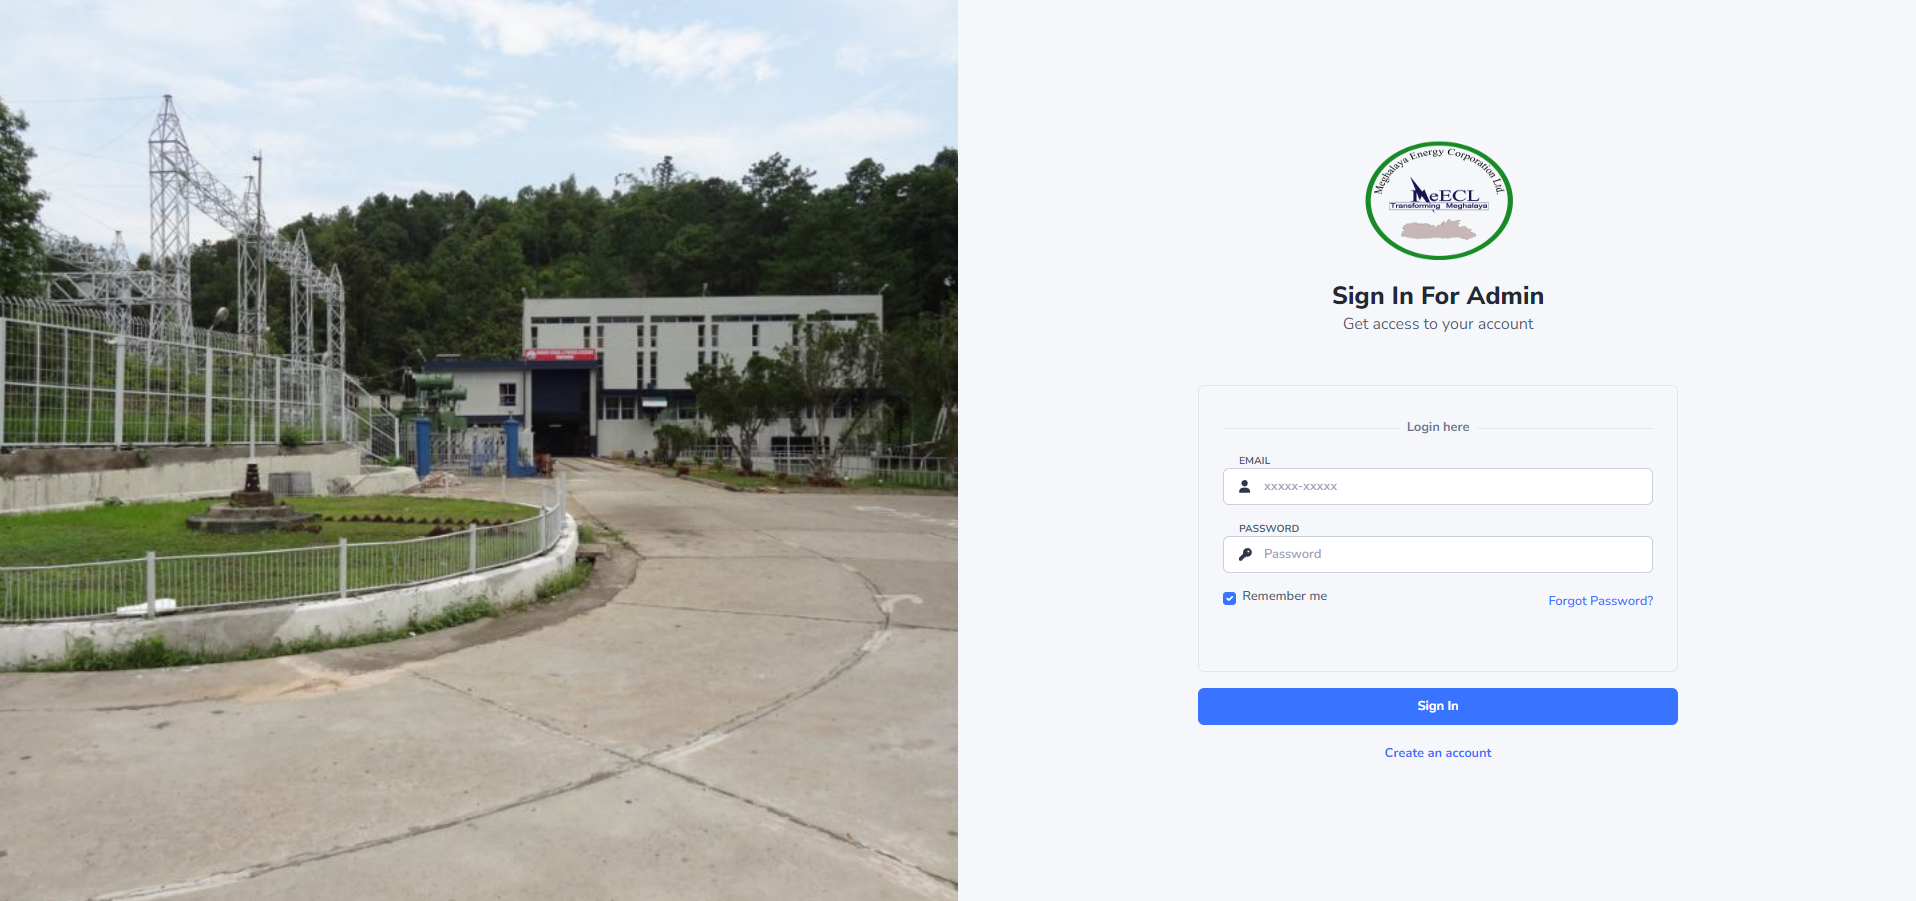 Meghalaya Energy Corporation Ltd.
MeECL
Transforming Meghalaya
Sign In For Admin
Get access to your account
Login here
EMAIL
xxxxx-xxxxx
PASSWORD
Password
Remember me
Forgot Password?
Sign In
Create an account